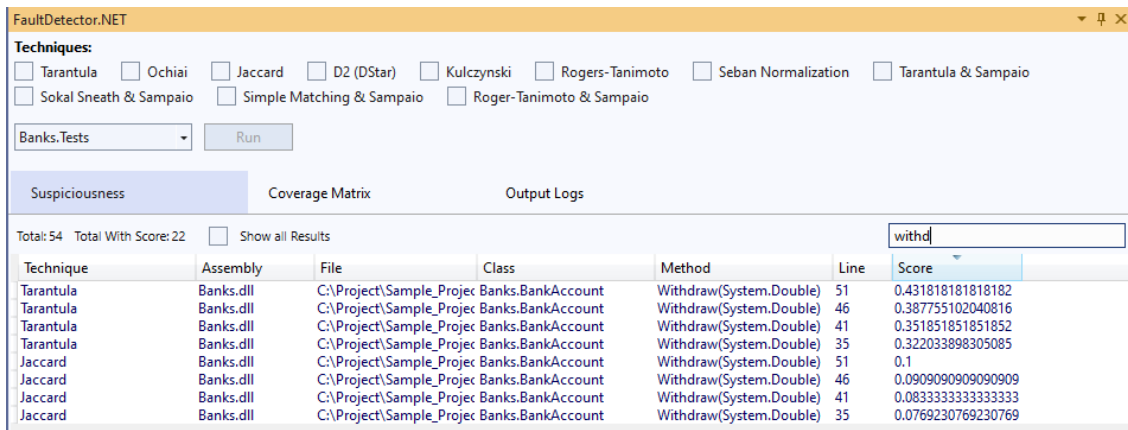 FaultDetector.NET
Techniques:
Tarantula Ochiai Jaccard D2 (DStar) Kulczynski Rogers-Tanimoto Seban Normalization Tarantula & Sampaio
Sokal Sneath & Sampaio Simple Matching & Sampaio Roger-Tanimoto & Sampaio
Banks.Tests Run
Suspiciousness Coverage Matrix Output Logs
Total: 54 Total With Score: 22 Show all Results withd
Technique Assembly File Class Method Line Score
Tarantula Banks.dll C:\Project\Sample_Projec Banks.BankAccount Withdraw(System.Double) 51 0.431818181818182
Tarantula Banks.dll C:\Project\Sample_Projec Banks.BankAccount Withdraw(System.Double) 46 0.387755102040816
Tarantula Banks.dll C:\Project\Sample_Projec Banks.BankAccount Withdraw(System.Double) 41 0.351851851851852
Tarantula Banks.dll C:\Project\Sample_Projec Banks.BankAccount Withdraw(System.Double) 35 0.322033898305085
Jaccard Banks.dll C:\Project\Sample_Projec Banks.BankAccount Withdraw(System.Double) 51 0.1
Jaccard Banks.dll C:\Project\Sample_Projec Banks.BankAccount Withdraw(System.Double) 46 0.0909090909090909
Jaccard Banks.dll C:\Project\Sample_Projec Banks.BankAccount Withdraw(System.Double) 41 0.0833333333333333
Jaccard Banks.dll C:\Project\Sample_Projec Banks.BankAccount Withdraw(System.Double) 35 0.0769230769230769